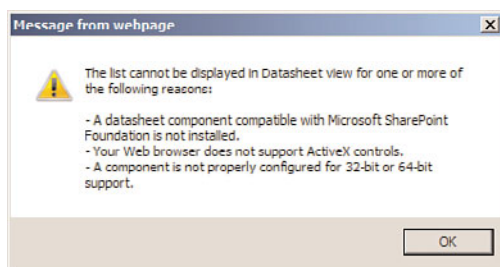 Message from webpage
The list cannot be displayed in Datasheet view for one or more of
the following reasons:
- A datasheet component compatible with Microsoft SharePoint
Foundation is not installed.
- Your Web browser does not support ActiveX controls.
- A component is not properly configured for 32-bit or 64-bit
support.
OK